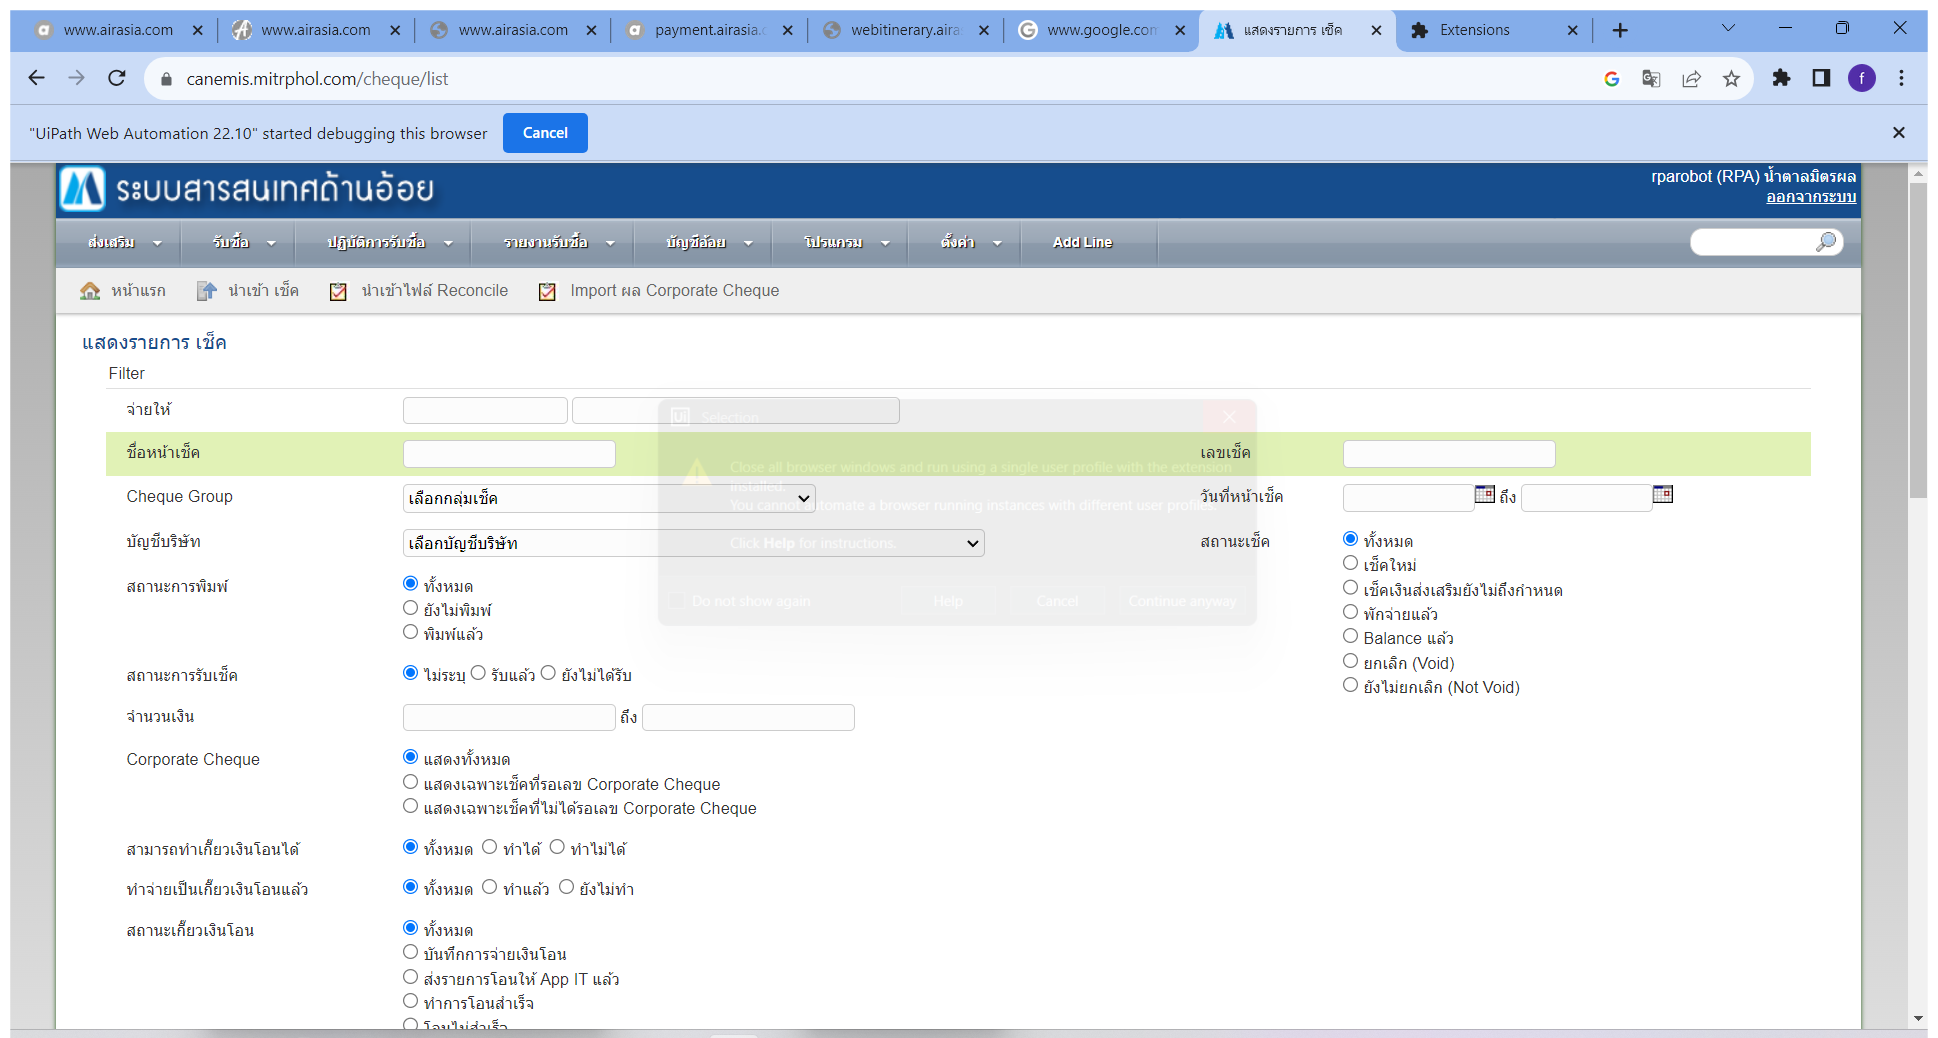 www.airasia.com www.airasia.com www.airasia.com payment.airasia.c webitinerary.airas www.google.com แสดงรายการ เช็ค Extensions
canemis.mitrphol.com/cheque/list
"UiPath Web Automation 22.10" started debugging this browser Cancel
ระบบสารสนเทศด้านอ้อย
rparobot (RPA) น้ำตาลมิตรผล
ออกจากระบบ
ส่งเสริม รับซื้อ ปฏิบัติการรับซื้อ รายงานรับซื้อ บัญชีอ้อย โปรแกรม ตั้งค่า Add Line
หน้าแรก นำเข้า เช็ค นำเข้าไฟล์ Reconcile Import ผล Corporate Cheque
แสดงรายการ เช็ค
Filter
จ่ายให้
Selection
ชื่อหน้าเช็ค เลขเช็ค
Close all browser windows and run using a single user profile with the extension
installed.
You cannot automate a browser running instances with different user profiles.
Click Help for instructions.
Do not show again Help Cancel Continue anyway
Cheque Group เลือกกลุ่มเช็ค วันที่หน้าเช็ค ถึง
บัญชีบริษัท เลือกบัญชีบริษัท สถานะเช็ค ทั้งหมด
เช็คใหม่
เช็คเงินส่งเสริมยังไม่ถึงกำหนด
พักจ่ายแล้ว
Balance แล้ว
ยกเลิก (Void)
ยังไม่ยกเลิก (Not Void)
สถานะการพิมพ์ ทั้งหมด
ยังไม่พิมพ์
พิมพ์แล้ว
สถานะการรับเช็ค ไม่ระบุ รับแล้ว ยังไม่ได้รับ
จำนวนเงิน ถึง
Corporate Cheque แสดงทั้งหมด
แสดงเฉพาะเช็คที่รอเลข Corporate Cheque
แสดงเฉพาะเช็คที่ไม่ได้รอเลข Corporate Cheque
สามารถทำเกี๊ยวเงินโอนได้ ทั้งหมด ทำได้ ทำไม่ได้
ทำจ่ายเป็นเกี๊ยวเงินโอนแล้ว ทั้งหมด ทำแล้ว ยังไม่ทำ
สถานะเกี๊ยวเงินโอน ทั้งหมด
บันทึกการจ่ายเงินโอน
ส่งรายการโอนให้ App IT แล้ว
ทำการโอนสำเร็จ
โอนไม่สำเร็จ